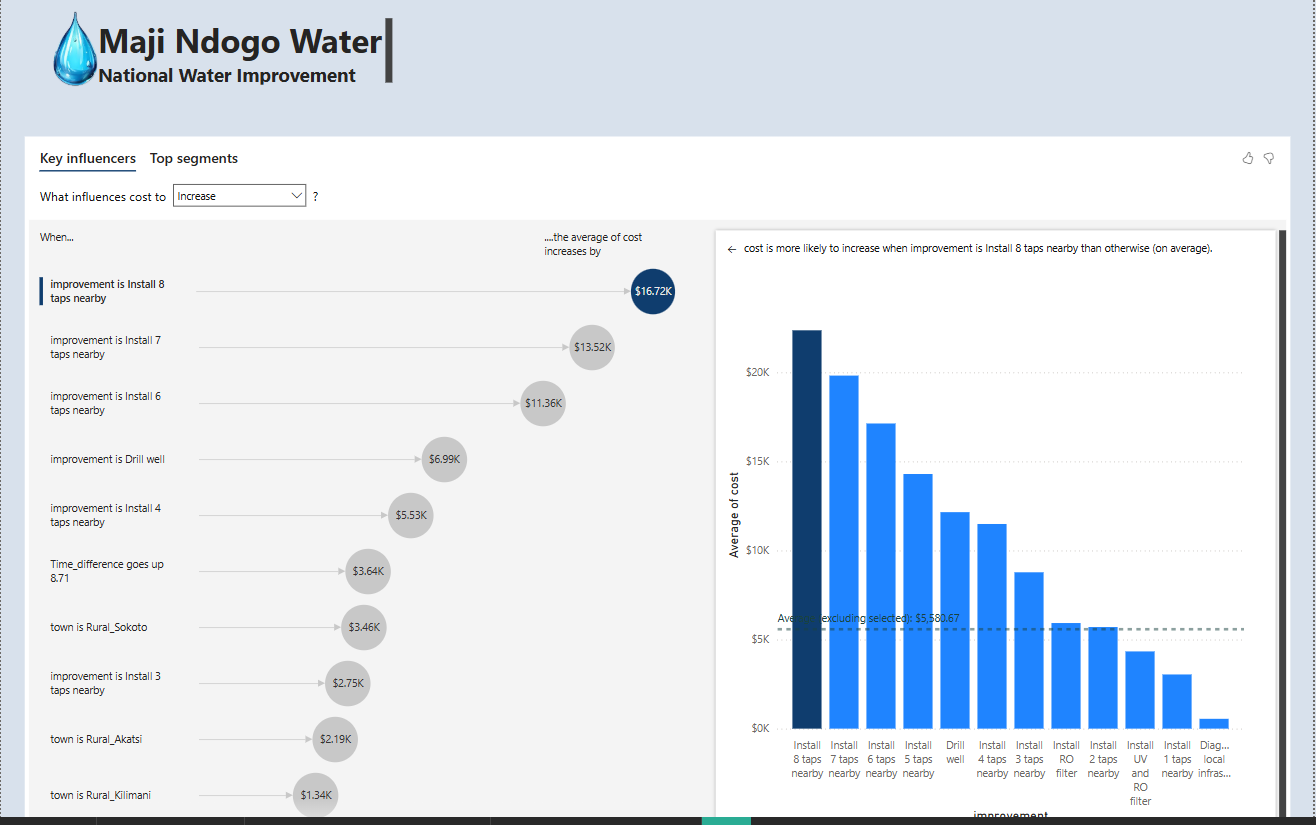 Maji Ndogo Water
National Water Improvement
Key influencers
Top segments
What influences cost to
Increase
?
When...
....the average of cost
increases by
improvement is Install 8
taps nearby
$16.72K
improvement is Install 7
taps nearby
$13.52K
improvement is Install 6
taps nearby
$11.36K
improvement is Drill well
$6.99K
improvement is Install 4
taps nearby
$5.53K
Time_difference goes up
8.71
$3.64K
town is Rural_Sokoto
$3.46K
improvement is Install 3
taps nearby
$2.75K
town is Rural_Akatsi
$2.19K
town is Rural_Kilimani
$1.34K
← cost is more likely to increase when improvement is Install 8 taps nearby than otherwise (on average).
Average of cost
$20K
$15K
$10K
$5K
$0K
(excluding selected): $5,580.67
Install
8 taps
nearby
Install
7 taps
nearby
Install
6 taps
nearby
Install
5 taps
nearby
Drill
well
Install
4 taps
nearby
Install
3 taps
nearby
Install
RO
filter
Install
2 taps
nearby
Install
UV
and
RO
filter
Install
1 taps
nearby
Diag...
local
infras...
improvement